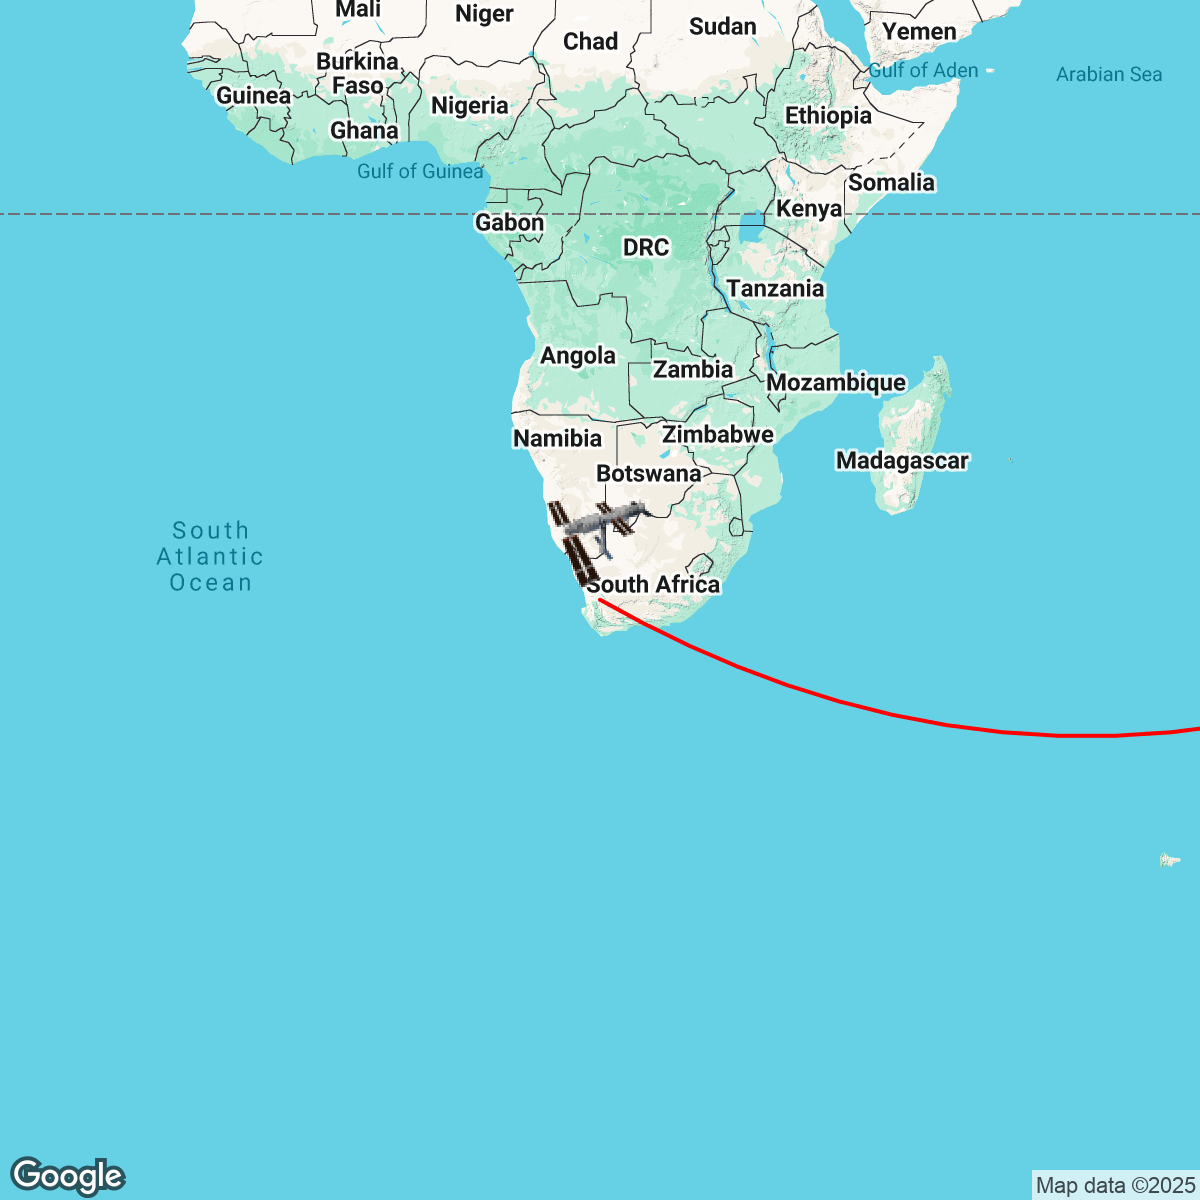 Mali
Niger
Chad
Sudan
Yemen
Burkina
Faso
Gulf of Aden
Arabian Sea
Guinea
Nigeria
Ethiopia
Ghana
Gulf of Guinea
Somalia
Gabon
Kenya
DRC
Tanzania
Angola
Zambia
Mozambique
Namibia
Zimbabwe
Botswana
Madagascar
South
Atlantic
Ocean
South Africa
Google
Map data ©2025